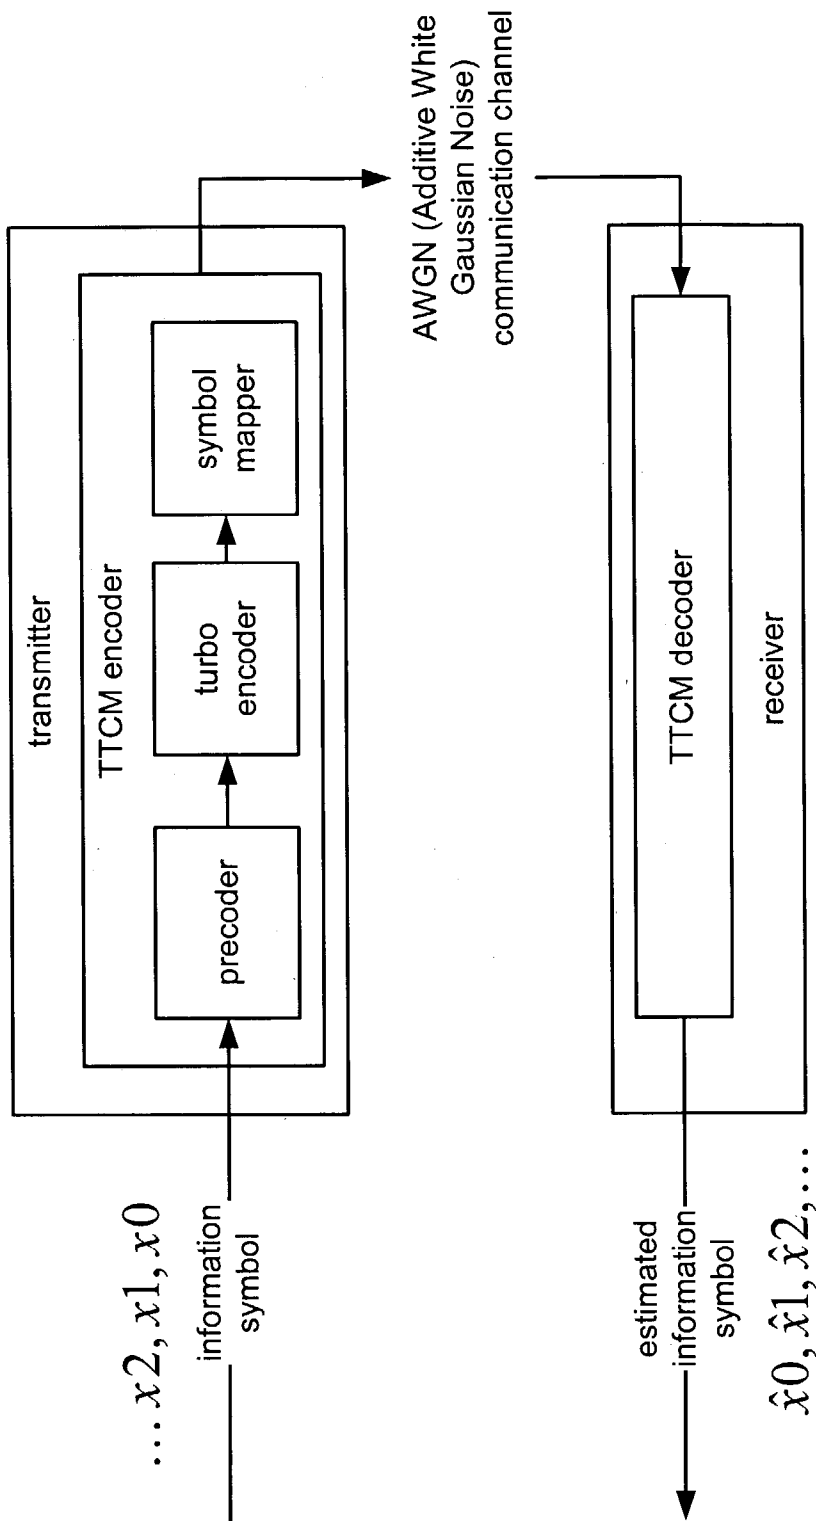 ... x2, x1, x0
information
symbol
transmitter
TTCM encoder
precoder
turbo
encoder
symbol
mapper
AWGN (Additive White
Gaussian Noise)
communication channel
TTCM decoder
receiver
estimated
information
symbol
x̂0, x̂1, x̂2, ...